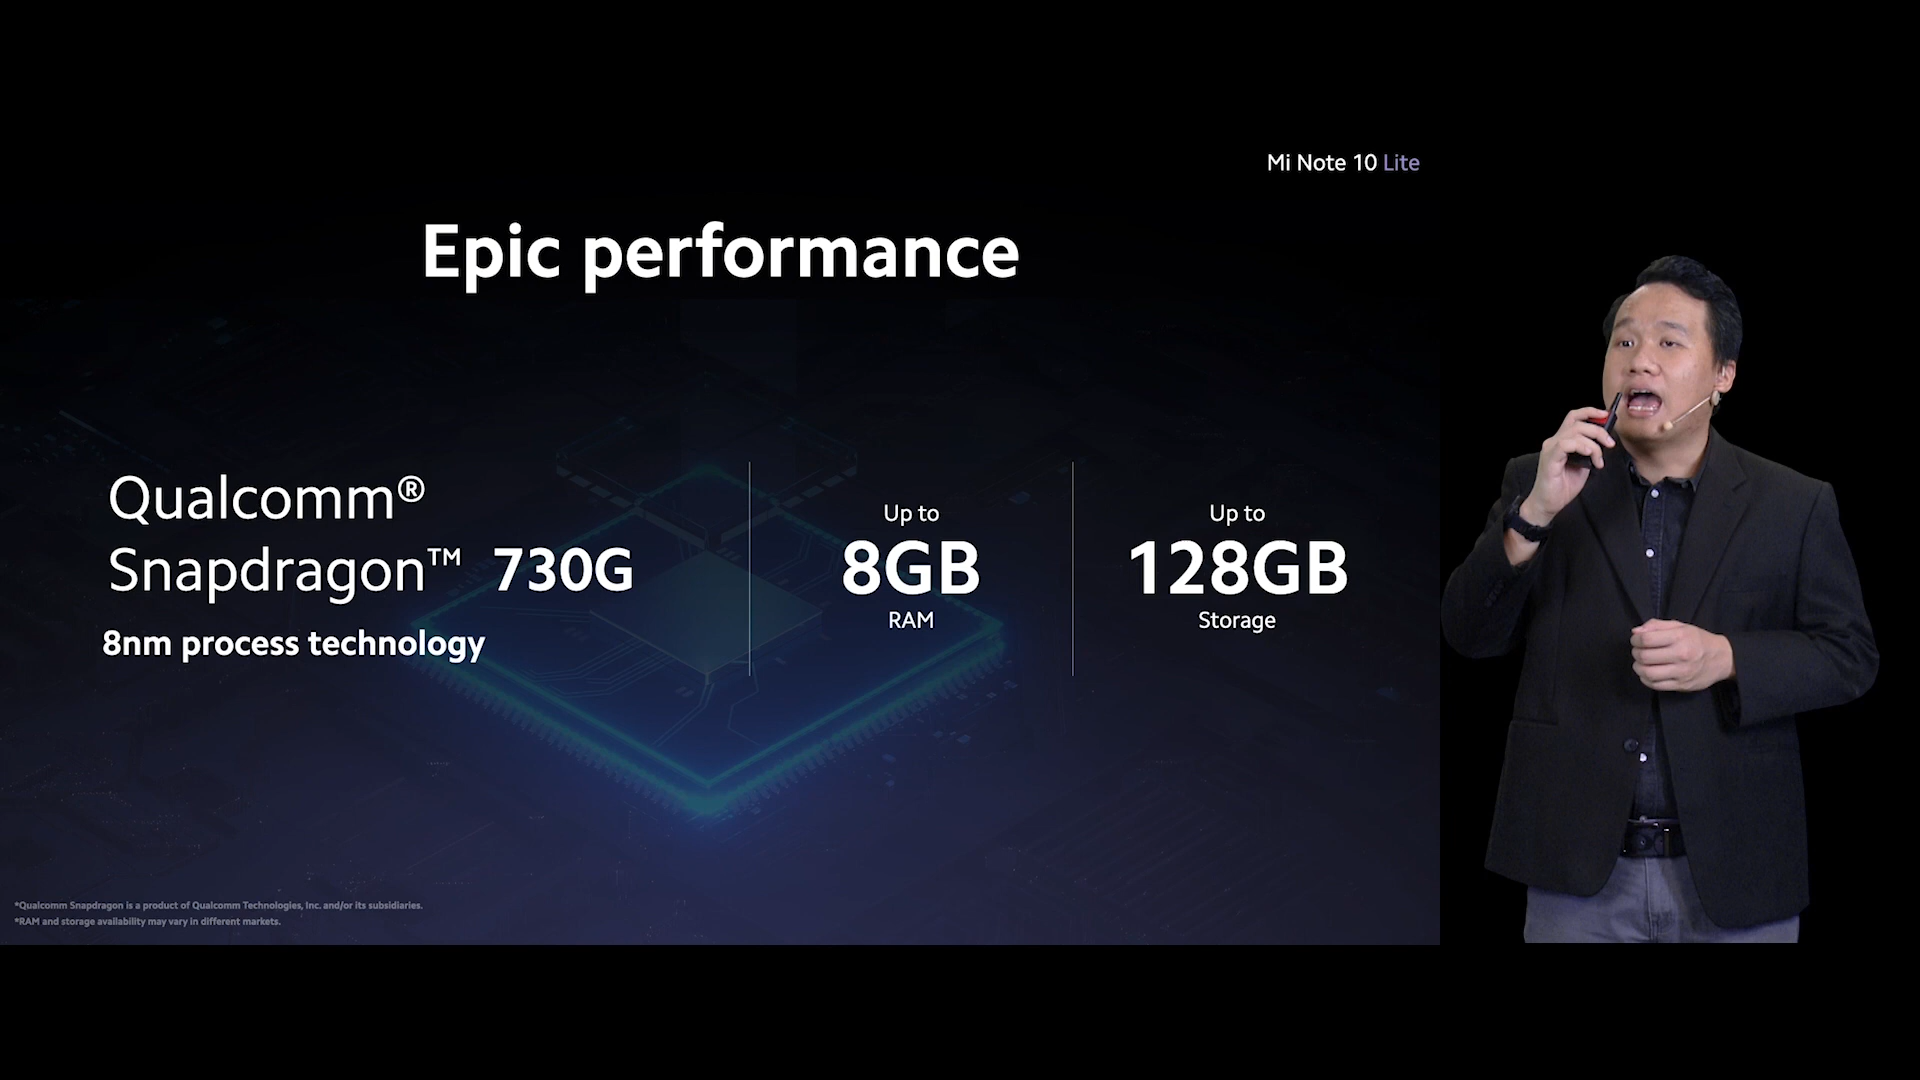 Mi Note 10 Lite
Epic performance
Qualcomm®
Snapdragon™ 730G
8nm process technology
Up to
8GB
RAM
Up to
128GB
Storage
*Qualcomm Snapdragon is a product of Qualcomm Technologies, Inc. and/or its subsidiaries.
*RAM and storage availability may vary in different markets.